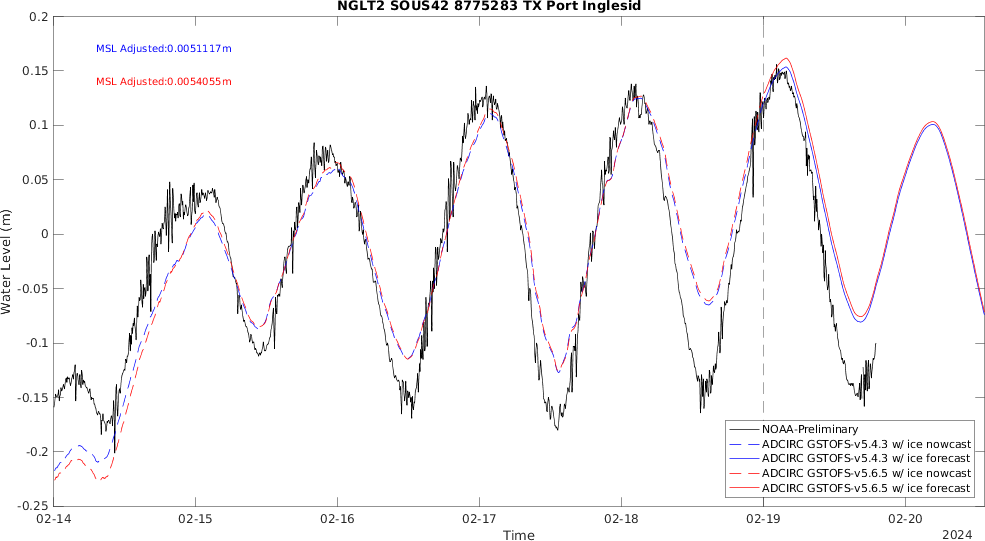 NGLT2 SOUS42 8775283 TX Port Inglesid
MSL Adjusted:0.0051117m
MSL Adjusted:0.0054055m
Water Level (m)
0.2
0.15
0.1
0.05
0
-0.05
-0.1
-0.15
-0.2
-0.25
NOAA-Preliminary
ADCIRC GSTOFS-v5.4.3 w/ ice nowcast
ADCIRC GSTOFS-v5.4.3 w/ ice forecast
ADCIRC GSTOFS-v5.6.5 w/ ice nowcast
ADCIRC GSTOFS-v5.6.5 w/ ice forecast
02-14 02-15 02-16 02-17 02-18 02-19 02-20
Time
2024